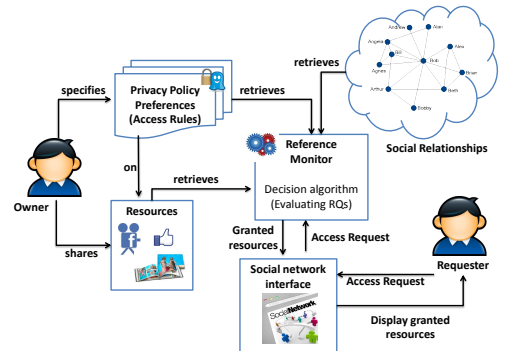 Andrew
Alan
Angela
Bill
Alex
Bob
Agnes
Brian
Arthur
Beth
Bobby
Social Relationships
specifies
Privacy Policy
Preferences
(Access Rules)
retrieves
retrieves
Owner
on
retrieves
Reference
Monitor
Decision algorithm
(Evaluating RQs)
shares
Resources
Granted
resources
Access Request
Requester
Social network
interface
SocialNetwork
Access Request
Display granted
resources